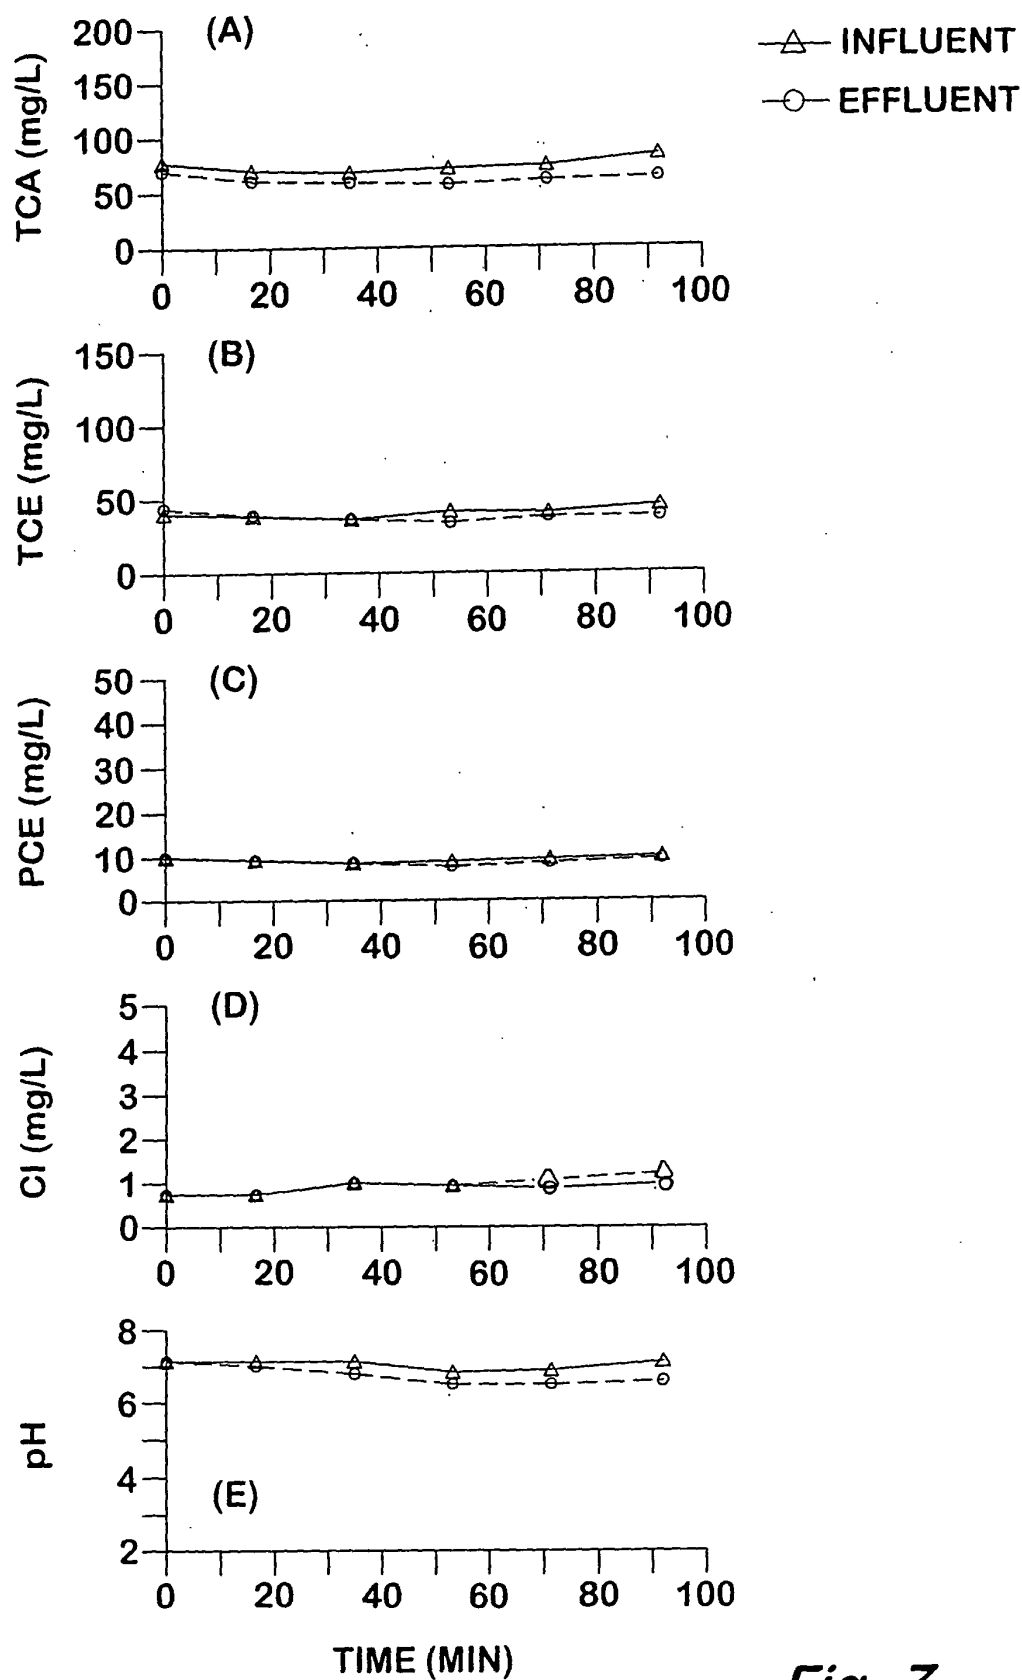 (A)
INFLUENT
EFFLUENT
TCA (mg/L)
200
150
100
50
0
0 20 40 60 80 100
(B)
TCE (mg/L)
150
100
50
0
0 20 40 60 80 100
(C)
PCE (mg/L)
50
40
30
20
10
0
0 20 40 60 80 100
(D)
Cl (mg/L)
5
4
3
2
1
0
0 20 40 60 80 100
pH
8
6
4
2
(E)
0 20 40 60 80 100
TIME (MIN)
Fig. 7